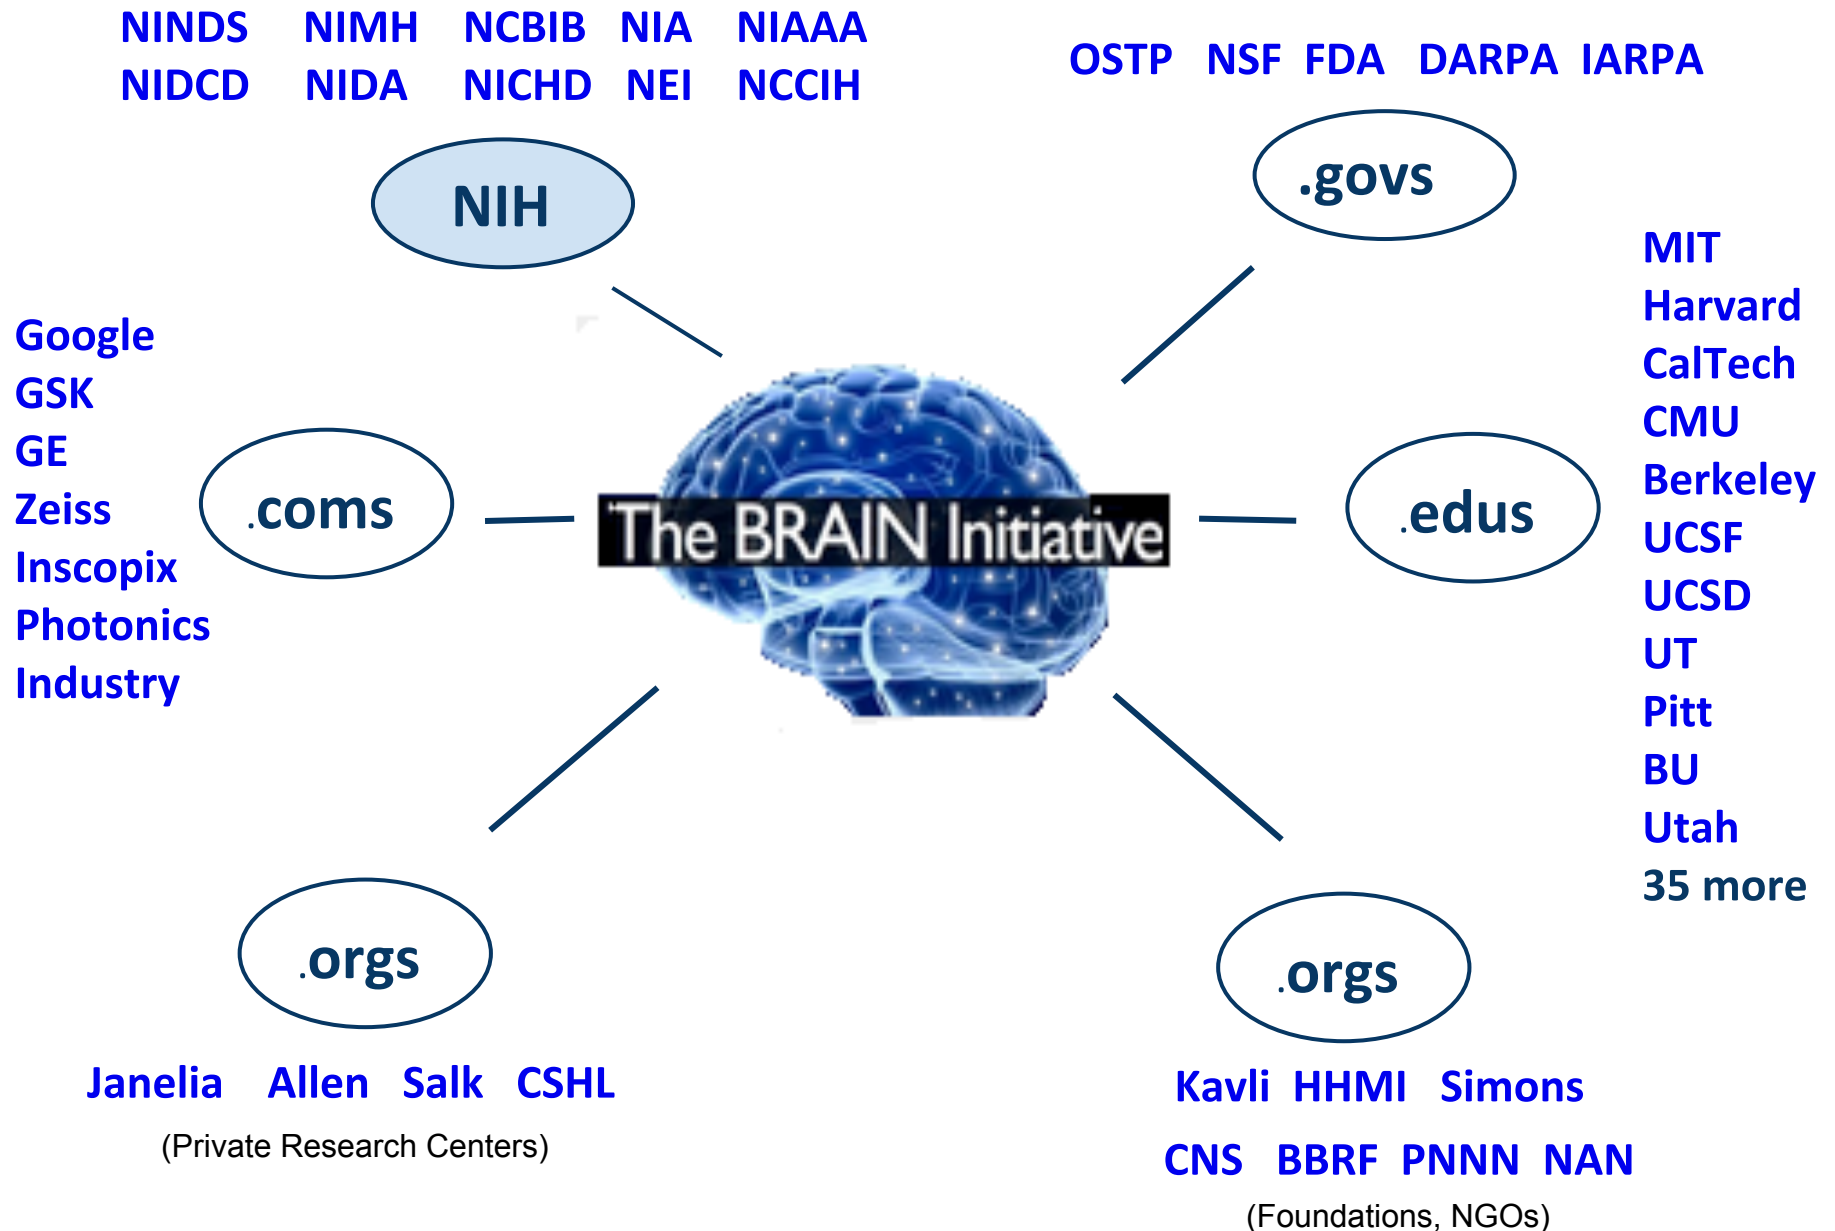 NINDS NIMH NCBIB NIA NIAAA
NIDCD NIDA NICHD NEI NCCIH
NIH
OSTP NSF FDA DARPA IARPA
.govs
Google
GSK
GE
Zeiss
Inscopix
Photonics
Industry
.coms
The BRAIN Initiative
.edus
MIT
Harvard
CalTech
CMU
Berkeley
UCSF
UCSD
UT
Pitt
BU
Utah
35 more
.orgs
Janelia Allen Salk CSHL
(Private Research Centers)
.orgs
Kavli HHMI Simons
CNS BBRF PNNN NAN
(Foundations, NGOs)